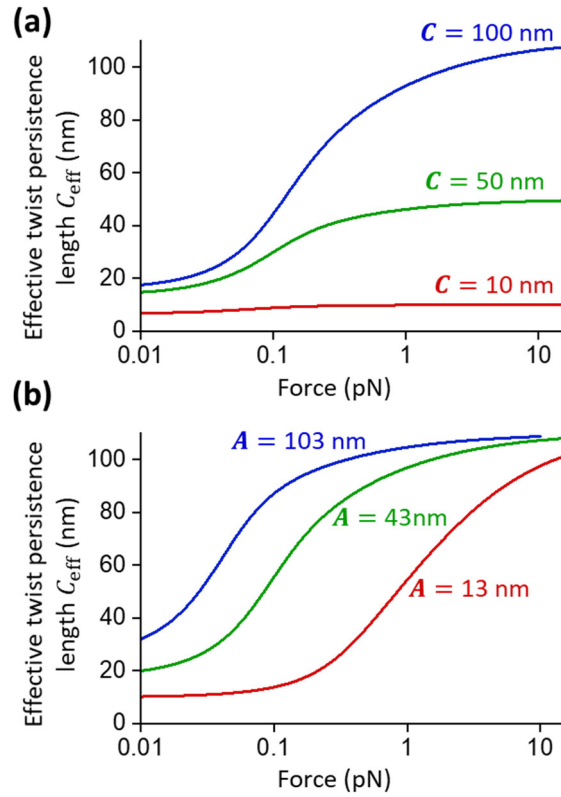 (a)
Effective twist persistence
length C_eff (nm)
100
80
60
40
20
0
C = 100 nm
C = 50 nm
C = 10 nm
0.01
0.1
1
10
Force (pN)
(b)
Effective twist persistence
length C_eff (nm)
100
80
60
40
20
0
A = 103 nm
A = 43nm
A = 13 nm
0.01
0.1
1
10
Force (pN)